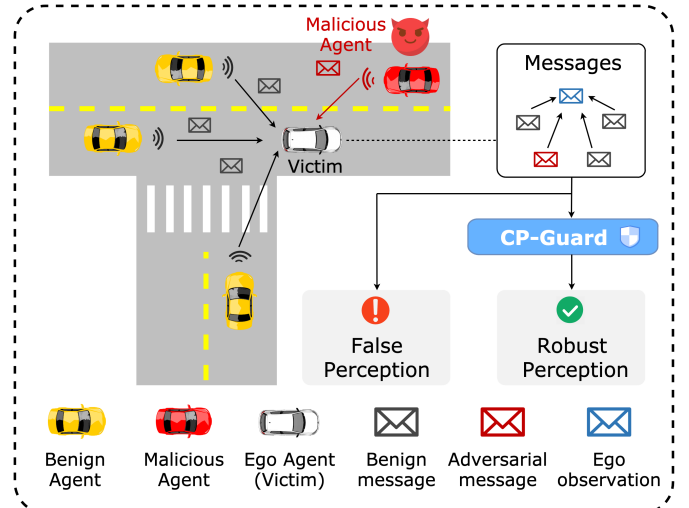 Malicious
Agent
Messages
Victim
CP-Guard
False
Perception
Robust
Perception
Benign
Agent
Malicious
Agent
Ego Agent
(Victim)
Benign
message
Adversarial
message
Ego
observation